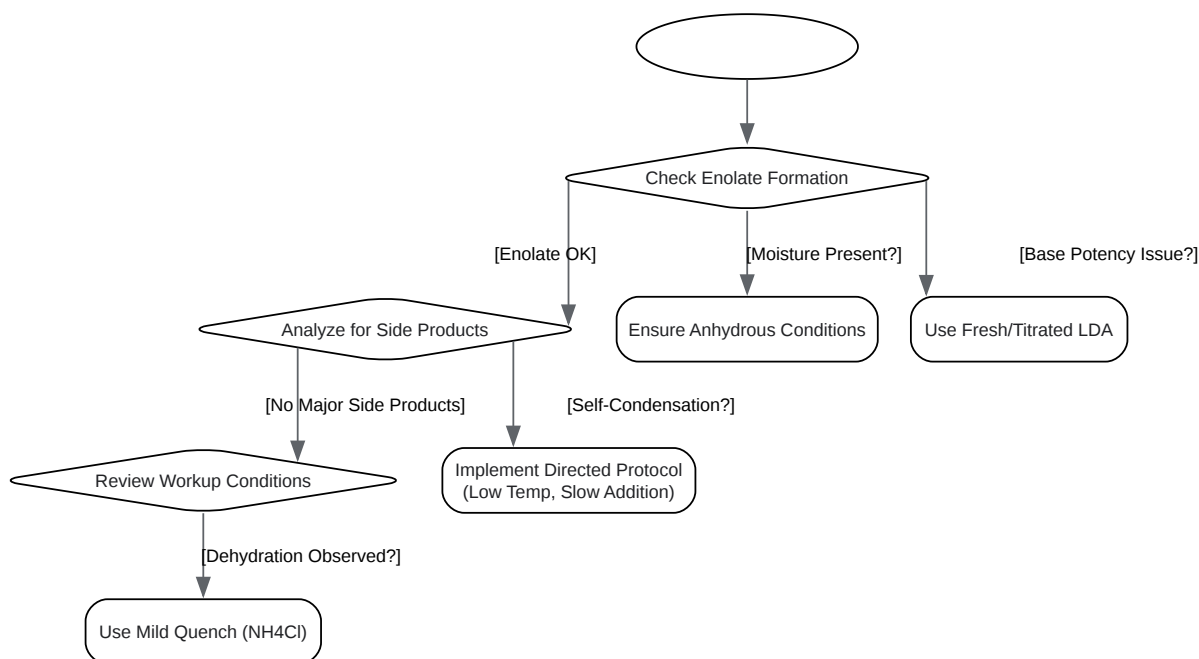 Check Enolate Formation
[Enolate OK]
[Moisture Present?]
[Base Potency Issue?]
Analyze for Side Products
Ensure Anhydrous Conditions
Use Fresh/Titrated LDA
[No Major Side Products]
[Self-Condensation?]
Review Workup Conditions
Implement Directed Protocol
(Low Temp, Slow Addition)
[Dehydration Observed?]
Use Mild Quench (NH4Cl)